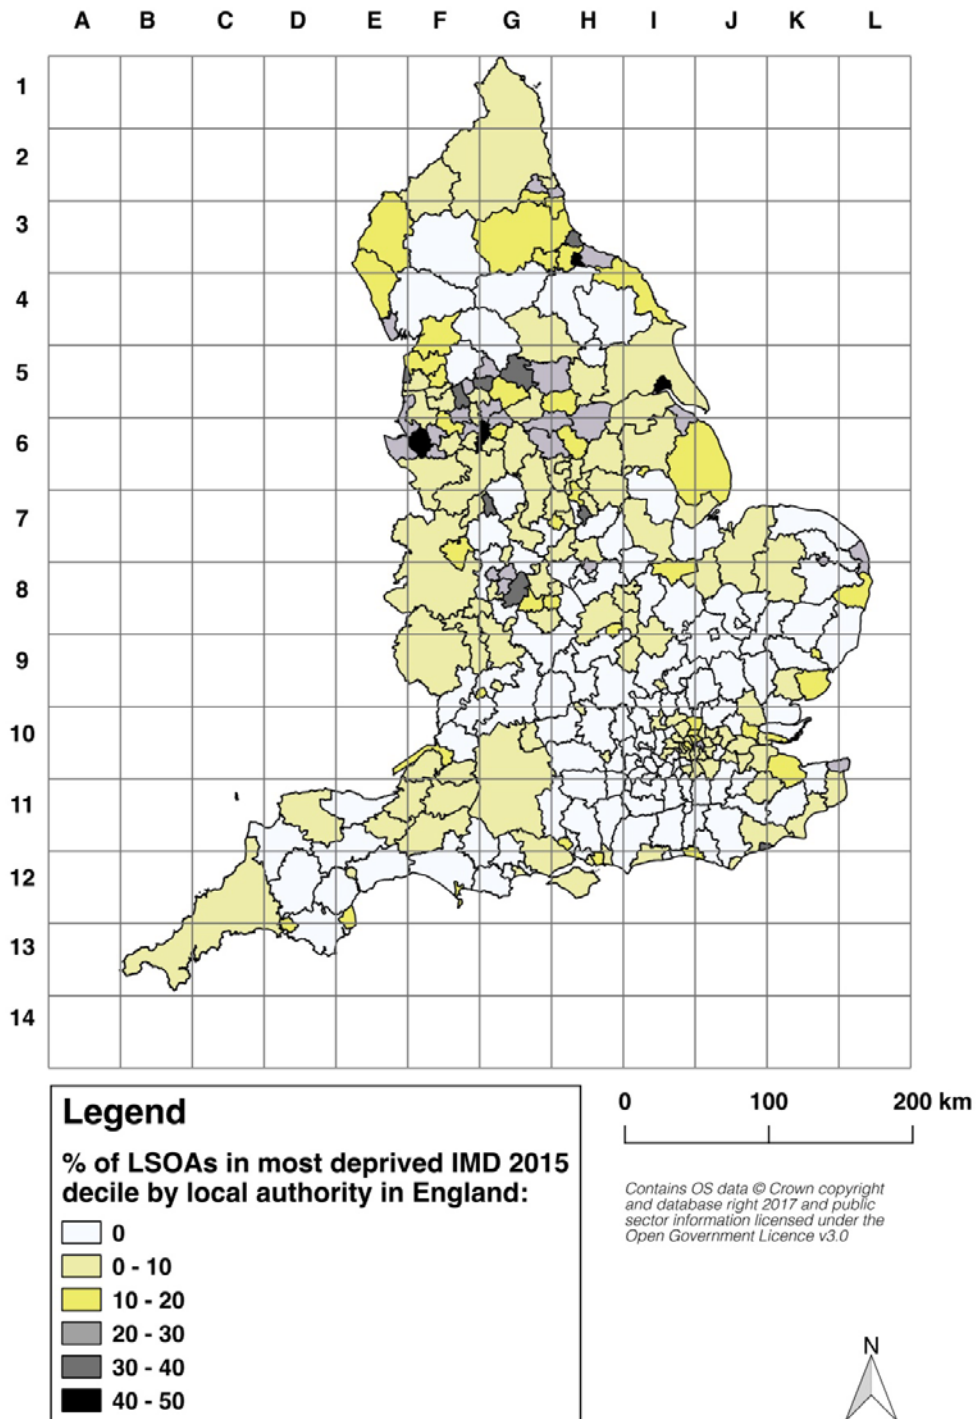 A B C D E F G H I J K L
1
2
3
4
5
6
7
8
9
10
11
12
13
14
Legend
% of LSOAs in most deprived IMD 2015
decile by local authority in England:
0
0 - 10
10 - 20
20 - 30
30 - 40
40 - 50
0 100 200 km
Contains OS data © Crown copyright
and database right 2017 and public
sector information licensed under the
Open Government Licence v3.0
N